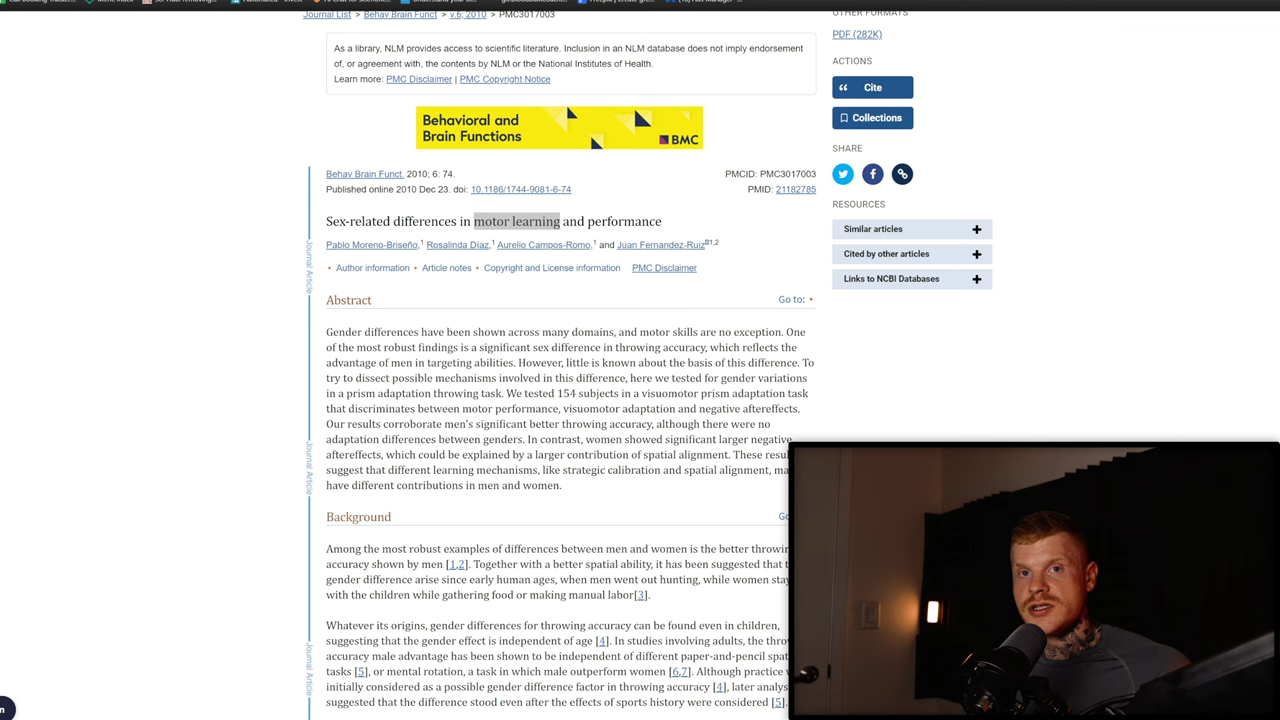 Journal List > Behav Brain Funct > v.6; 2010 > PMC3017003
OTHER FORMATS
PDF (282K)
As a library, NLM provides access to scientific literature. Inclusion in an NLM database does not imply endorsement
of, or agreement with, the contents by NLM or the National Institutes of Health.
Learn more: PMC Disclaimer | PMC Copyright Notice
ACTIONS
Cite
Collections
Behavioral and
Brain Functions
BMC
SHARE
Behav Brain Funct. 2010; 6: 74.
PMCID: PMC3017003
Published online 2010 Dec 23. doi: 10.1186/1744-9081-6-74
PMID: 21182785
RESOURCES
Similar articles
Cited by other articles
Links to NCBI Databases
Sex-related differences in motor learning and performance
Pablo Moreno-Briseño,1 Rosalinda Díaz,1 Aurelio Campos-Romo,1 and Juan Fernandez-Ruiz1,2
Author information Article notes Copyright and License information PMC Disclaimer
Journal Article
Abstract
Go to:
Gender differences have been shown across many domains, and motor skills are no exception. One
of the most robust findings is a significant sex difference in throwing accuracy, which reflects the
advantage of men in targeting abilities. However, little is known about the basis of this difference. To
try to dissect possible mechanisms involved in this difference, here we tested for gender variations
in a prism adaptation throwing task. We tested 154 subjects in a visuomotor prism adaptation task
that discriminates between motor performance, visuomotor adaptation and negative aftereffects.
Our results corroborate men's significant better throwing accuracy, although there were no
adaptation differences between genders. In contrast, women showed significant larger negative
aftereffects, which could be explained by a larger contribution of spatial alignment. These resul
suggest that different learning mechanisms, like strategic calibration and spatial alignment, ma
have different contributions in men and women.
Journal Article
Background
Go
Among the most robust examples of differences between men and women is the better throwin
accuracy shown by men [1,2]. Together with a better spatial ability, it has been suggested that t
gender difference arise since early human ages, when men went out hunting, while women stay
with the children while gathering food or making manual labor[3].
Whatever its origins, gender differences for throwing accuracy can be found even in children,
suggesting that the gender effect is independent of age [4]. In studies involving adults, the throw
accuracy male advantage has been shown to be independent of different paper-and-pencil spat
tasks [5], or mental rotation, a task in which male outperform women [6,7]. Although practice w
initially considered as a possible gender difference factor in throwing accuracy [4], later analys
suggested that the difference stood even after the effects of sports history were considered [5].
Journal Article